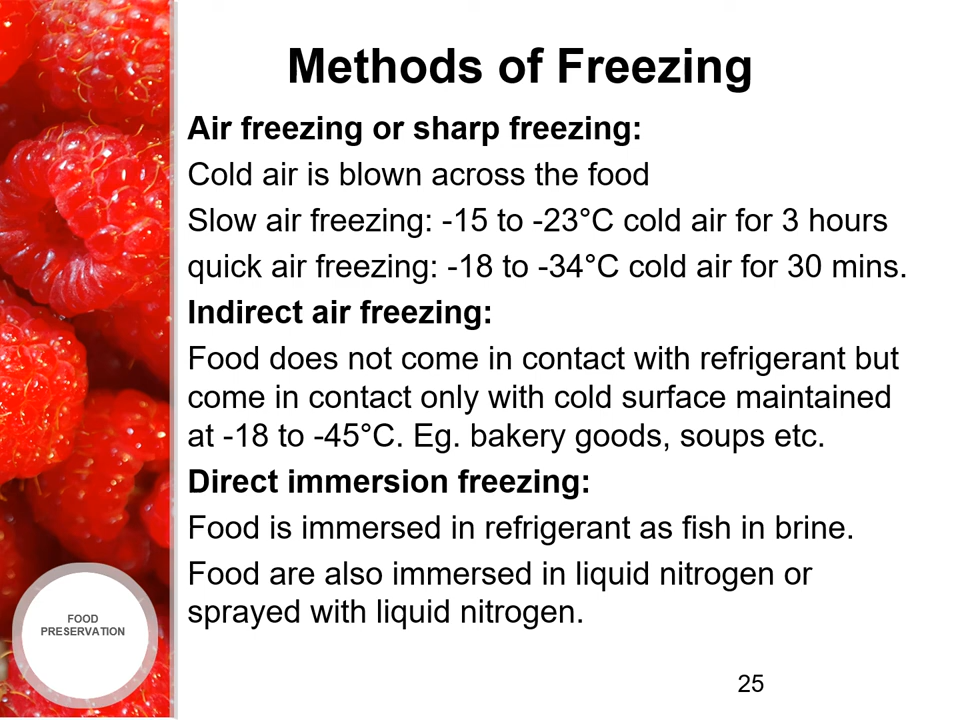 Methods of Freezing
Air freezing or sharp freezing:
Cold air is blown across the food
Slow air freezing: -15 to -23°C cold air for 3 hours
quick air freezing: -18 to -34°C cold air for 30 mins.
Indirect air freezing:
Food does not come in contact with refrigerant but
come in contact only with cold surface maintained
at -18 to -45°C. Eg. bakery goods, soups etc.
Direct immersion freezing:
Food is immersed in refrigerant as fish in brine.
Food are also immersed in liquid nitrogen or
sprayed with liquid nitrogen.
FOOD
PRESERVATION
25